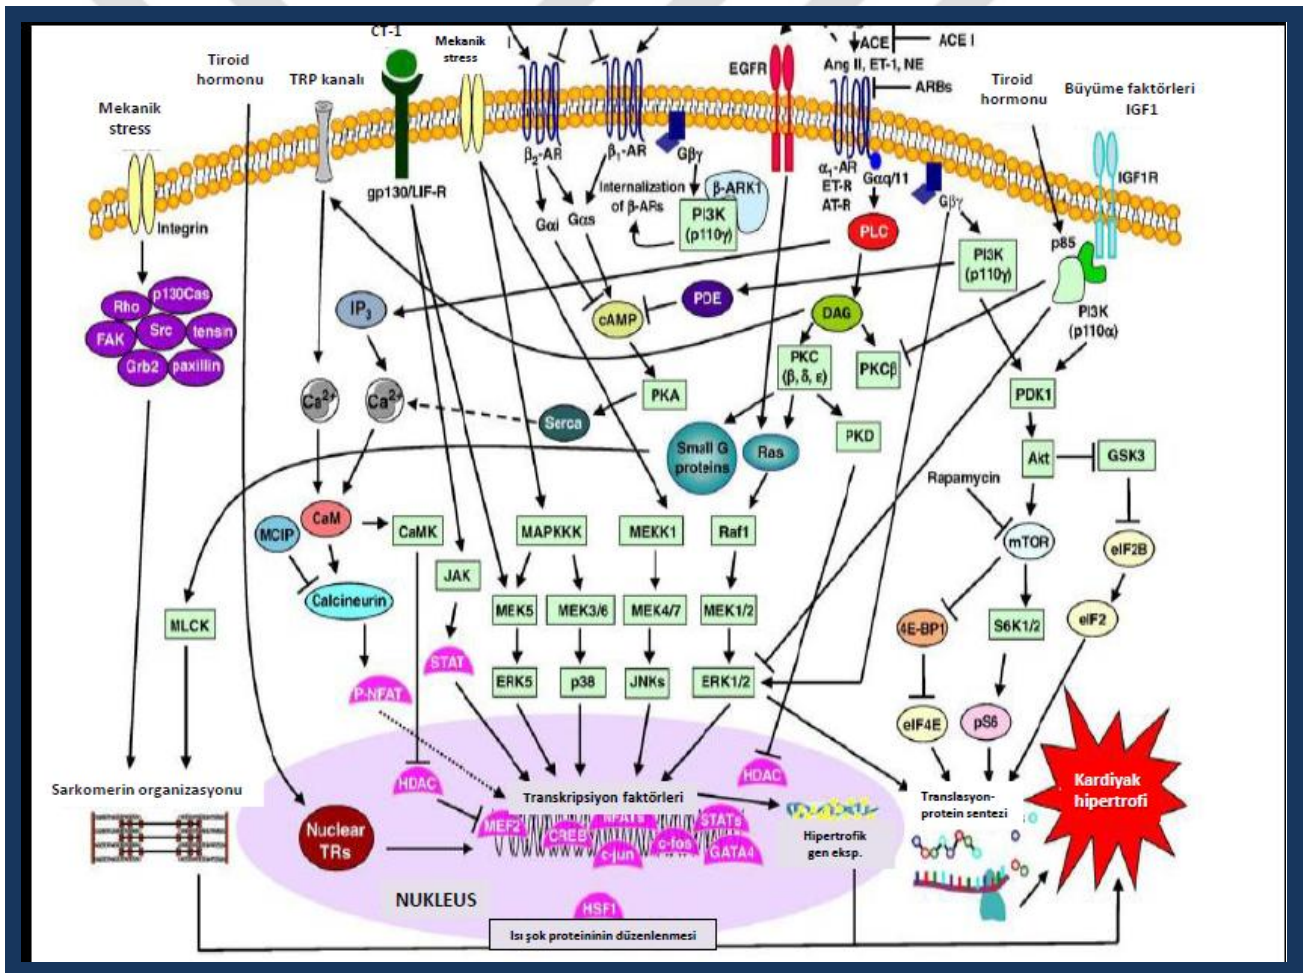 CT-1
Tiroid
hormonu
TRP kanalı
Mekanik
stress
Mekanik
stress
EGFR
ACE
ACE I
Ang II, ET-1, NE
ARBs
Tiroid
hormonu
Büyüme faktörleri
IGF1
IGF1R
Integrin
gp130/LIF-R
β2-AR
β1-AR
Gβγ
α1-AR
ET-R
AT-R
Gαq/11
Gβγ
Internalization
of β-ARs
β-ARK1
PI3K
(p110γ)
Gαi
Gαs
PLC
PI3K
(p110γ)
p85
PI3K
(p110α)
Rho
p130Cas
FAK
Src
tensin
Grb2
paxillin
IP3
cAMP
PDE
DAG
PKC
(β, δ, ε)
PKCβ
PDK1
Ca2+
Ca2+
Serca
PKA
Small G
proteins
Ras
PKD
Akt
GSK3
Rapamycin
MCIP
CaM
CaMK
MAPKKK
MEKK1
Raf1
mTOR
eIF2B
JAK
Calcineurin
MLCK
MEK5
MEK3/6
MEK4/7
MEK1/2
4E-BP1
S6K1/2
eIF2
STAT
P-NFAT
ERK5
p38
JNKs
ERK1/2
eIF4E
pS6
HDAC
HDAC
Sarkomerin organizasyonu
Transkripsiyon faktörleri
Translasyon-
protein sentezi
Kardiyak
hipertrofi
Nuclear
TRs
MEF2
CREB
NFATs
c-jun
c-fos
STATs
GATA4
Hipertrofik
gen eksp.
NUKLEUS
HSF1
Isı şok proteininin düzenlenmesi